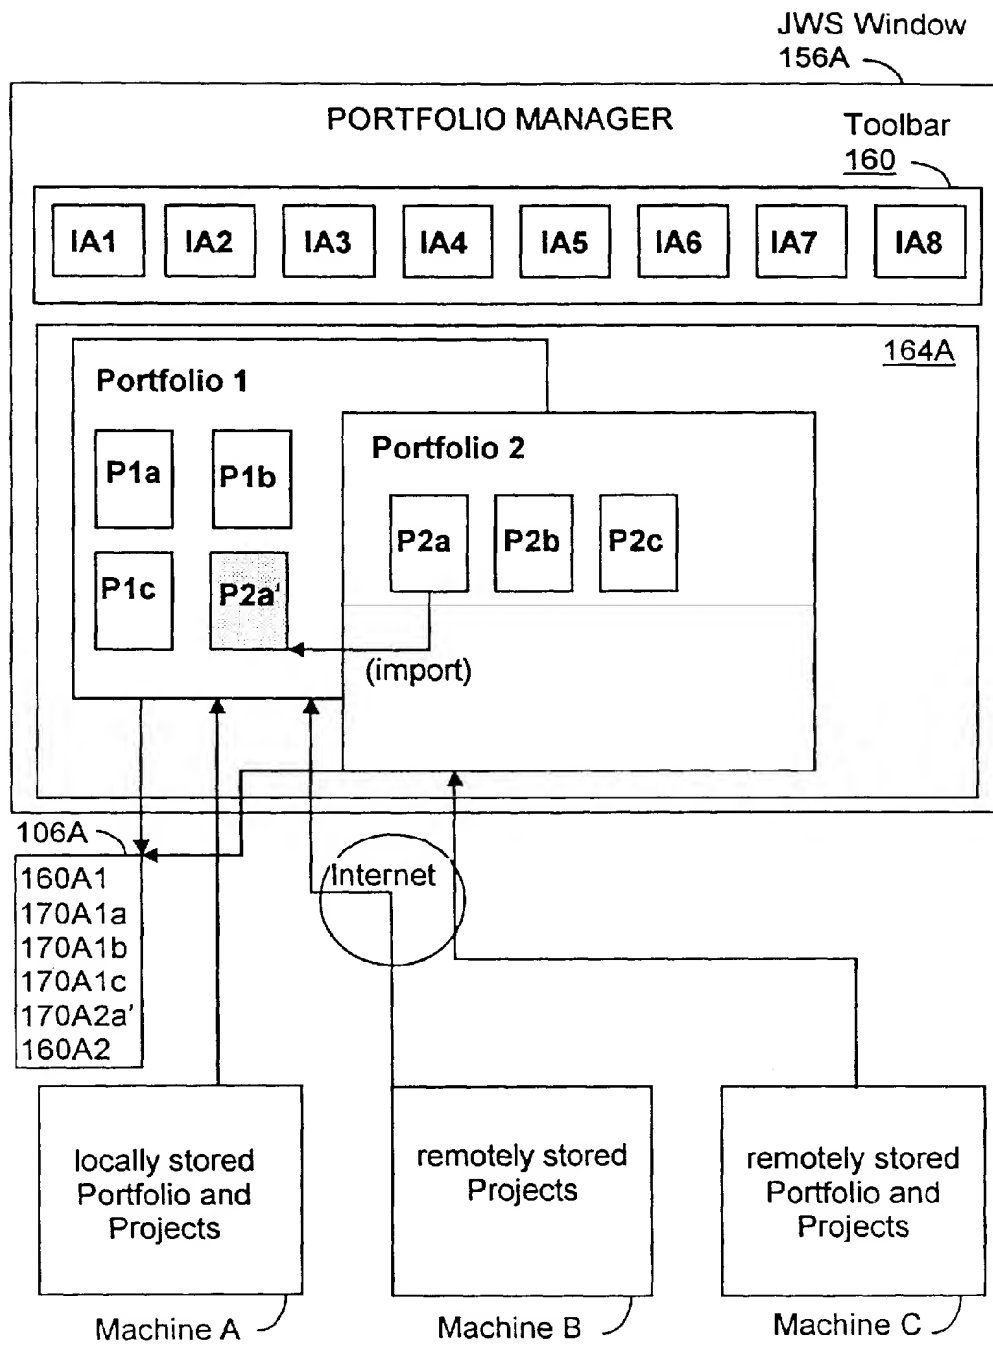 JWS Window
156A
PORTFOLIO MANAGER
Toolbar
160
IA1 IA2 IA3 IA4 IA5 IA6 IA7 IA8
164A
Portfolio 1
P1a P1b
P1c P2a'
Portfolio 2
P2a P2b P2c
(import)
106A
160A1
170A1a
170A1b
170A1c
170A2a'
160A2
Internet
locally stored
Portfolio and
Projects
remotely stored
Projects
remotely stored
Portfolio and
Projects
Machine A
Machine B
Machine C